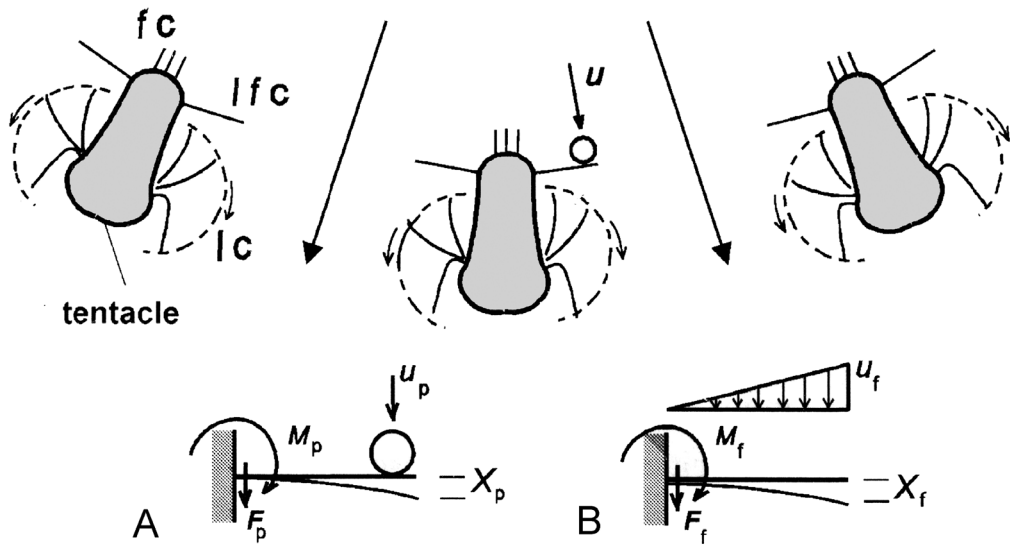 f c
l f c
u
l c
tentacle
u_p
u_f
M_p
M_f
X_p
X_f
A
F_p
B
F_f